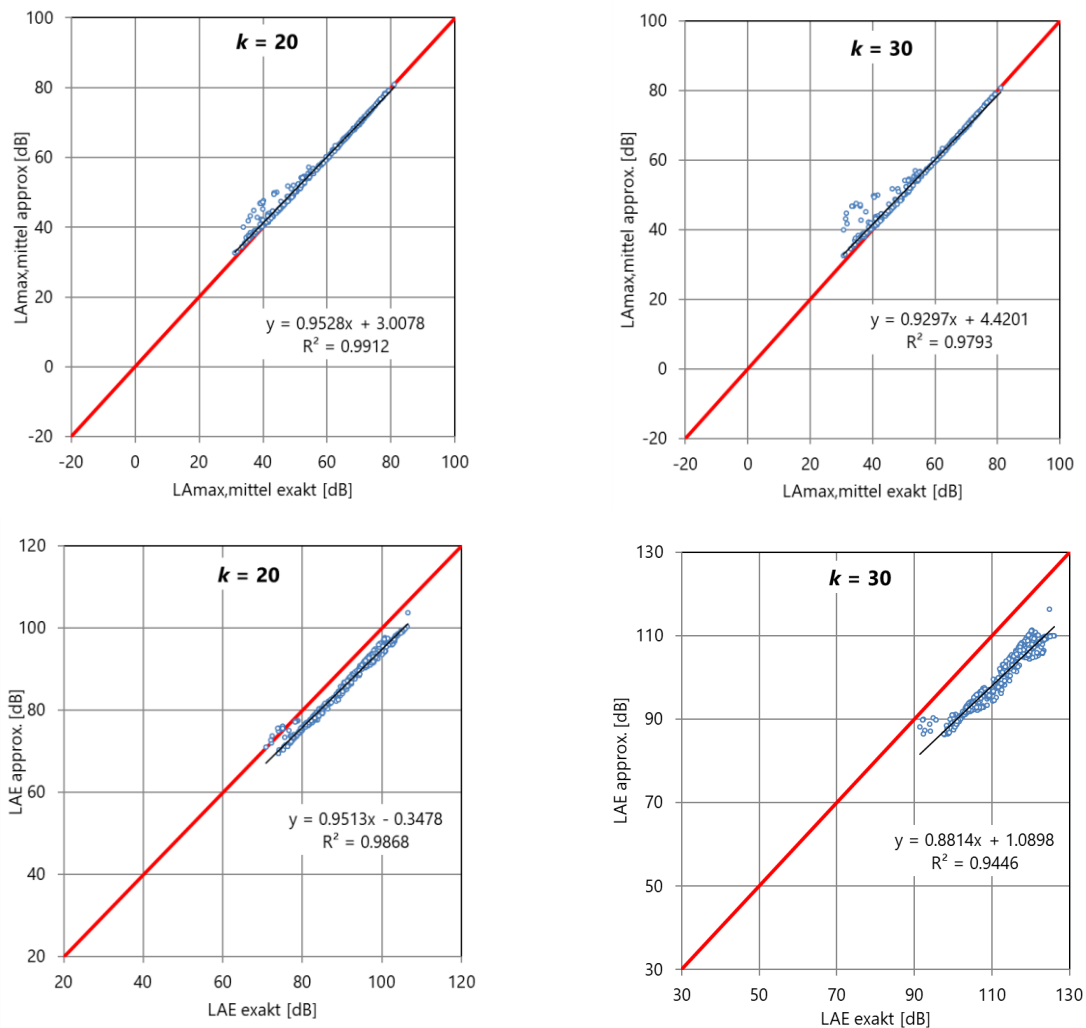 k = 20
100
80
60
40
20
0
-20
-20 0 20 40 60 80 100
LAmax,mittel approx [dB]
LAmax,mittel exakt [dB]
y = 0.9528x + 3.0078
R² = 0.9912
k = 30
100
80
60
40
20
0
-20
-20 0 20 40 60 80 100
LAmax,mittel approx. [dB]
LAmax,mittel exakt [dB]
y = 0.9297x + 4.4201
R² = 0.9793
k = 20
120
100
80
60
40
20
20 40 60 80 100 120
LAE approx. [dB]
LAE exakt [dB]
y = 0.9513x - 0.3478
R² = 0.9868
k = 30
130
110
90
70
50
30
30 50 70 90 110 130
LAE approx. [dB]
LAE exakt [dB]
y = 0.8814x + 1.0898
R² = 0.9446